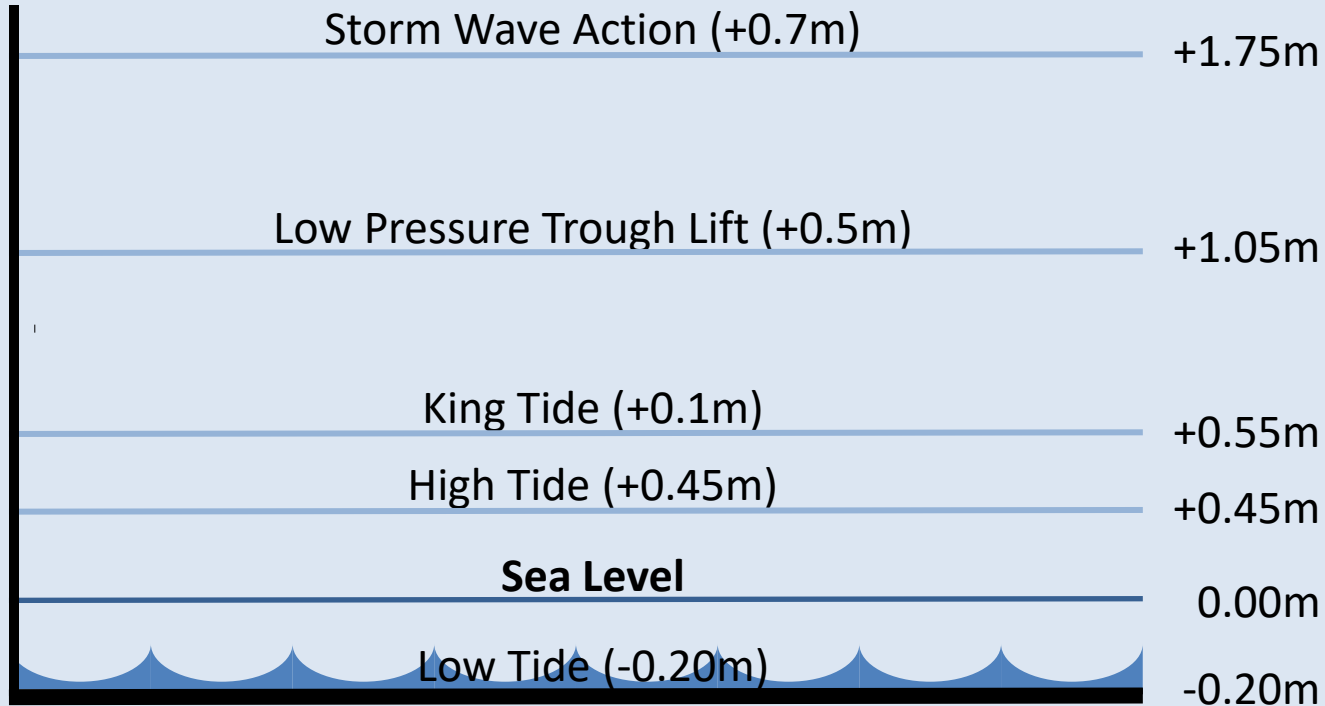 Storm Wave Action (+0.7m)
+1.75m
Low Pressure Trough Lift (+0.5m)
+1.05m
King Tide (+0.1m)
+0.55m
High Tide (+0.45m)
+0.45m
Sea Level
0.00m
Low Tide (-0.20m)
-0.20m